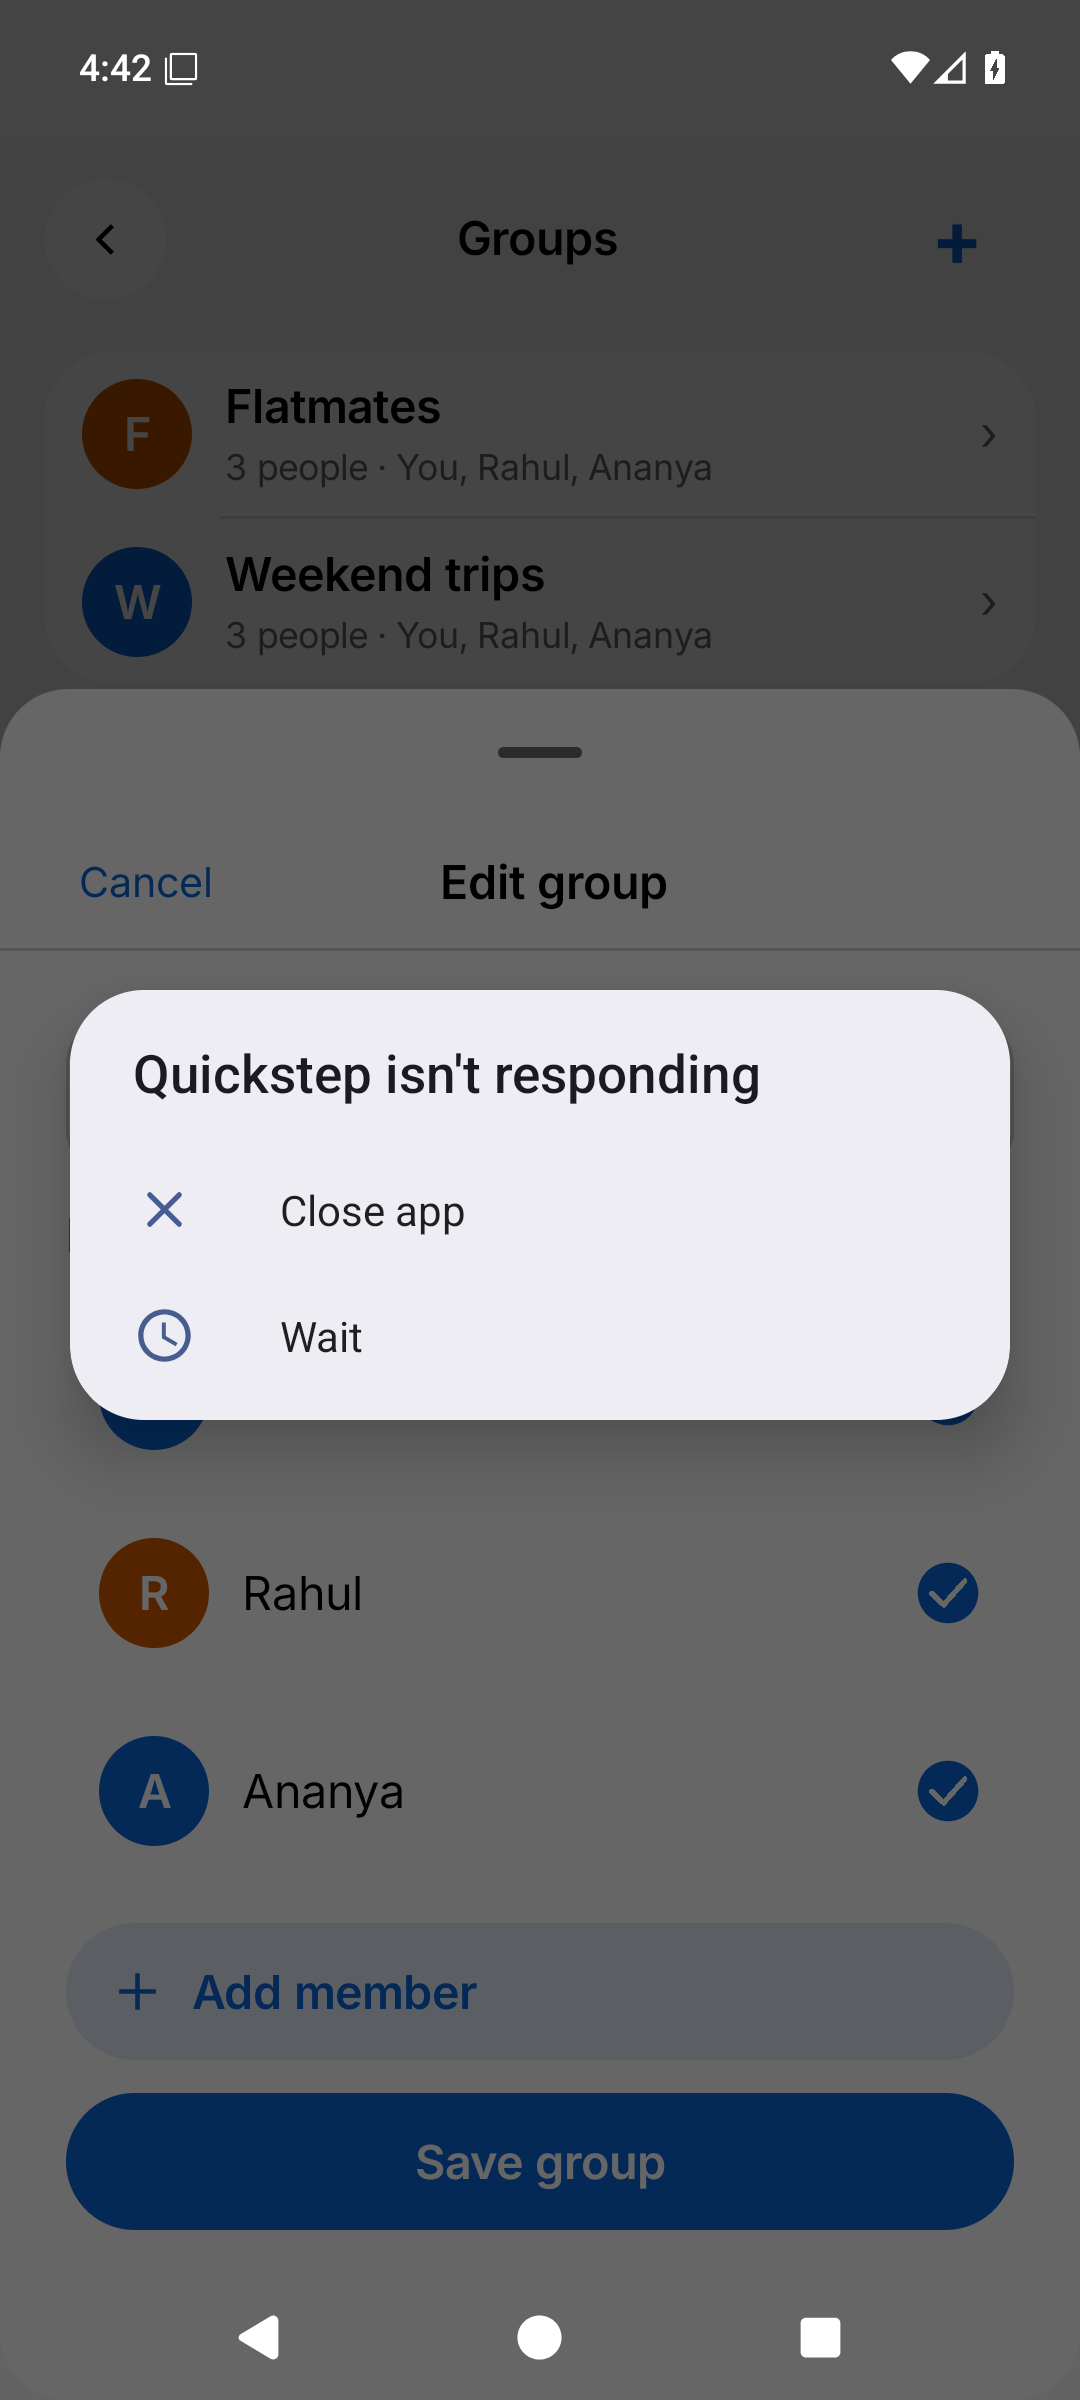 4:42
Groups
F
Flatmates
3 people · You, Rahul, Ananya
W
Weekend trips
3 people · You, Rahul, Ananya
Cancel
Edit group
Quickstep isn't responding
Close app
Wait
R
Rahul
A
Ananya
Add member
Save group